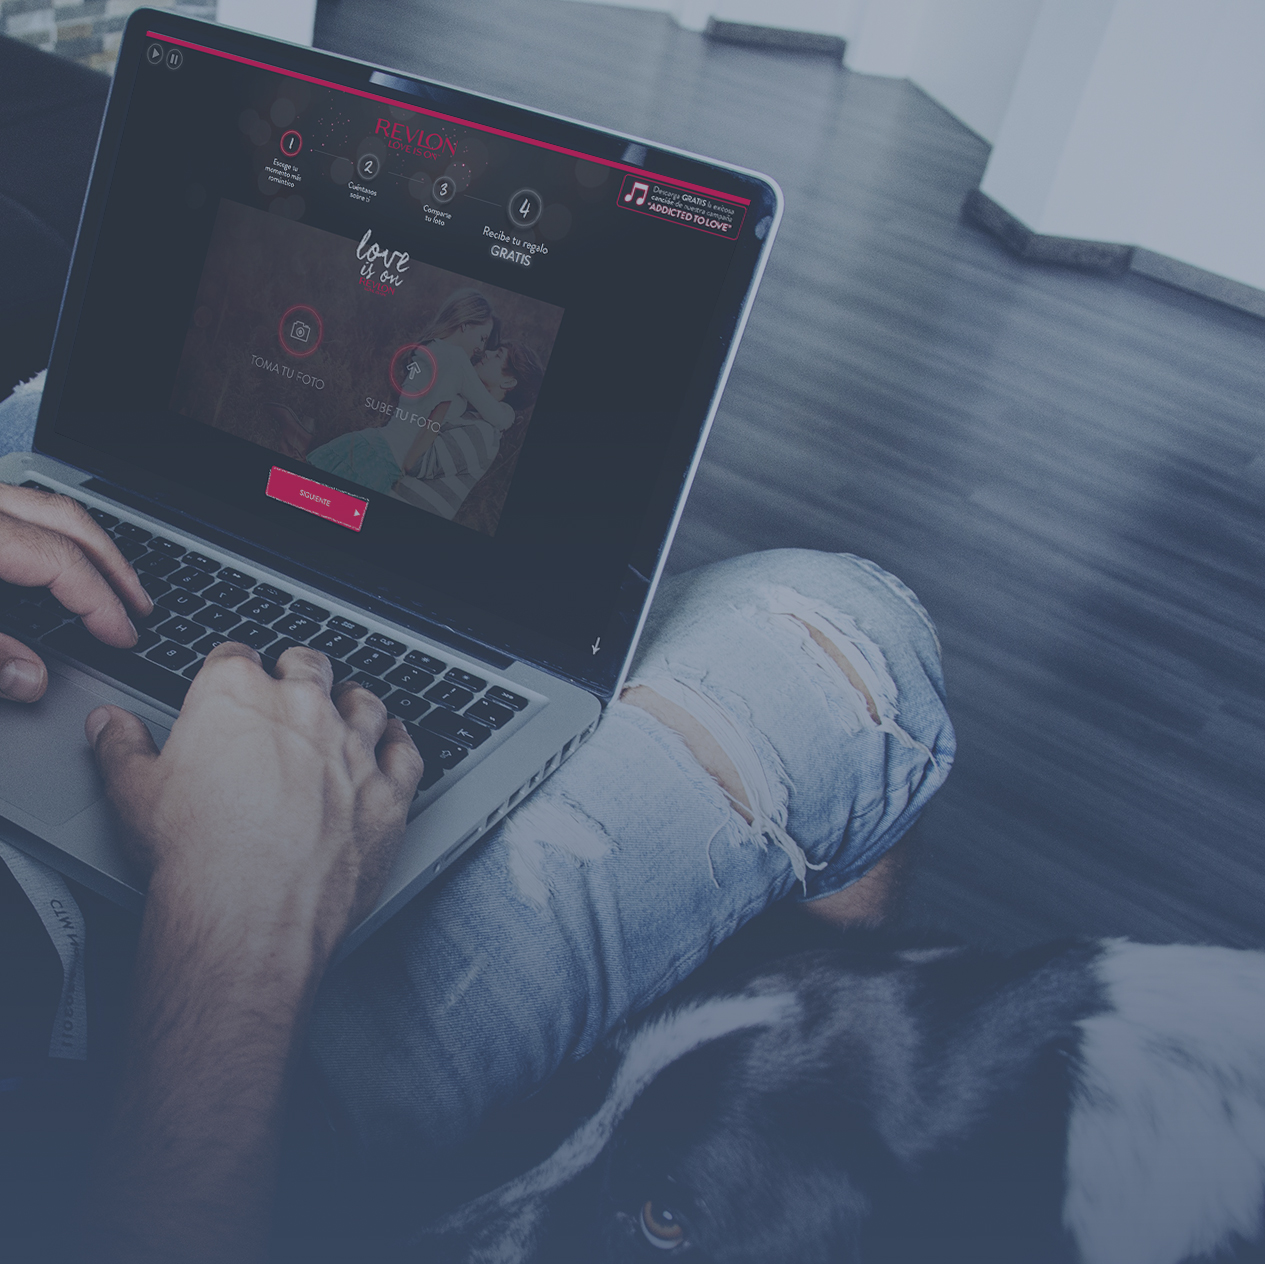 REVLON
LOVE IS ON
1
Escoge tu
momento más
romántico
2
Cuéntanos
sobre ti
3
Comparte
tu foto
4
Recibe tu regalo
GRATIS
Descarga GRATIS la exitosa
canción de nuestra campaña
"ADDICTED TO LOVE"
love
is on
REVLON
TOMA TU FOTO
SUBE TU FOTO
SIGUIENTE